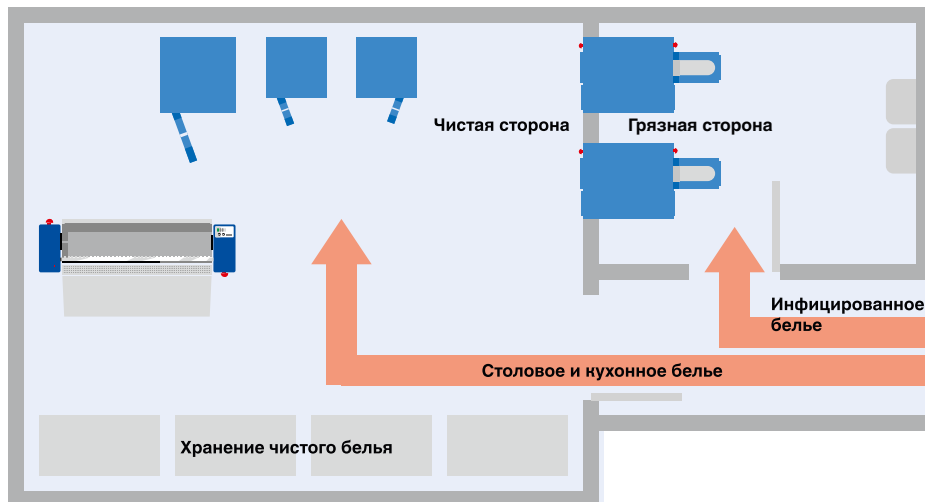 Чистая сторона
Грязная сторона
Инфицированное
белье
Столовое и кухонное белье
Хранение чистого белья